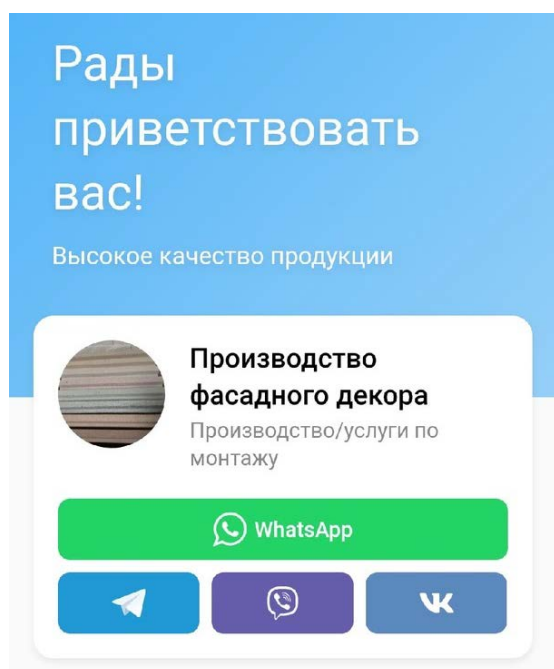 Рады
приветствовать
вас!
Высокое качество продукции
Производство
фасадного декора
Производство/услуги по
монтажу
WhatsApp